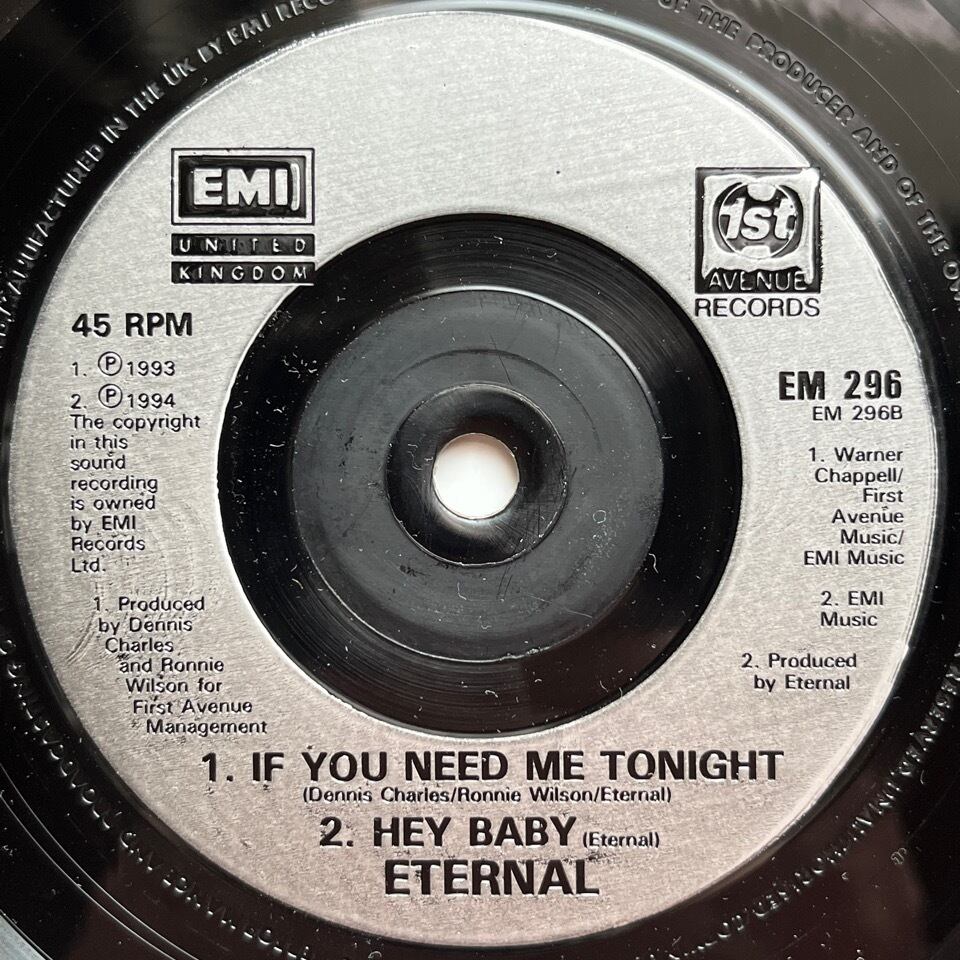 MANUFACTURED IN THE UK BY EMI RECO
OF THE PRODUCER AND OF THE OW
EMI
UNITED
KINGDOM
1st
AVENUE
RECORDS
45 RPM
1. ℗ 1993
2. ℗ 1994
The copyright
in this
sound
recording
is owned
by EMI
Records
Ltd.
1. Produced
by Dennis
Charles
and Ronnie
Wilson for
First Avenue
Management
EM 296
EM 296B
1. Warner
Chappell/
First
Avenue
Music/
EMI Music
2. EMI
Music
2. Produced
by Eternal
1. IF YOU NEED ME TONIGHT
(Dennis Charles/Ronnie Wilson/Eternal)
2. HEY BABY (Eternal)
ETERNAL